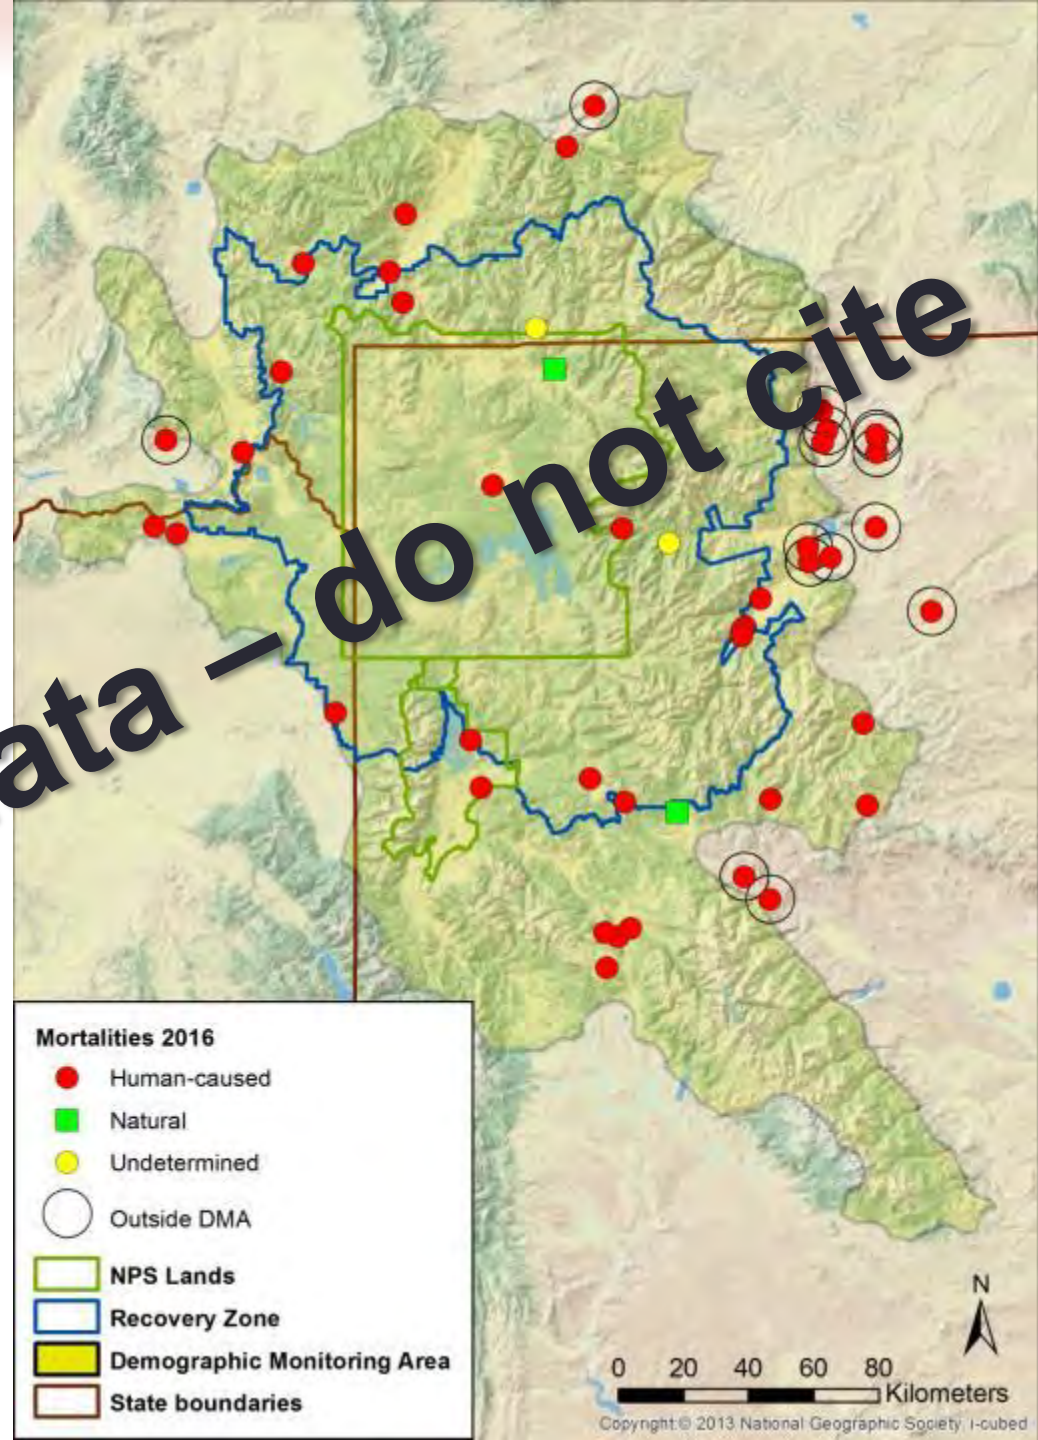 ata – do not cite
Mortalities 2016
Human-caused
Natural
Undetermined
Outside DMA
NPS Lands
Recovery Zone
Demographic Monitoring Area
State boundaries
N
0 20 40 60 80
Kilometers
Copyright:© 2013 National Geographic Society, i-cubed